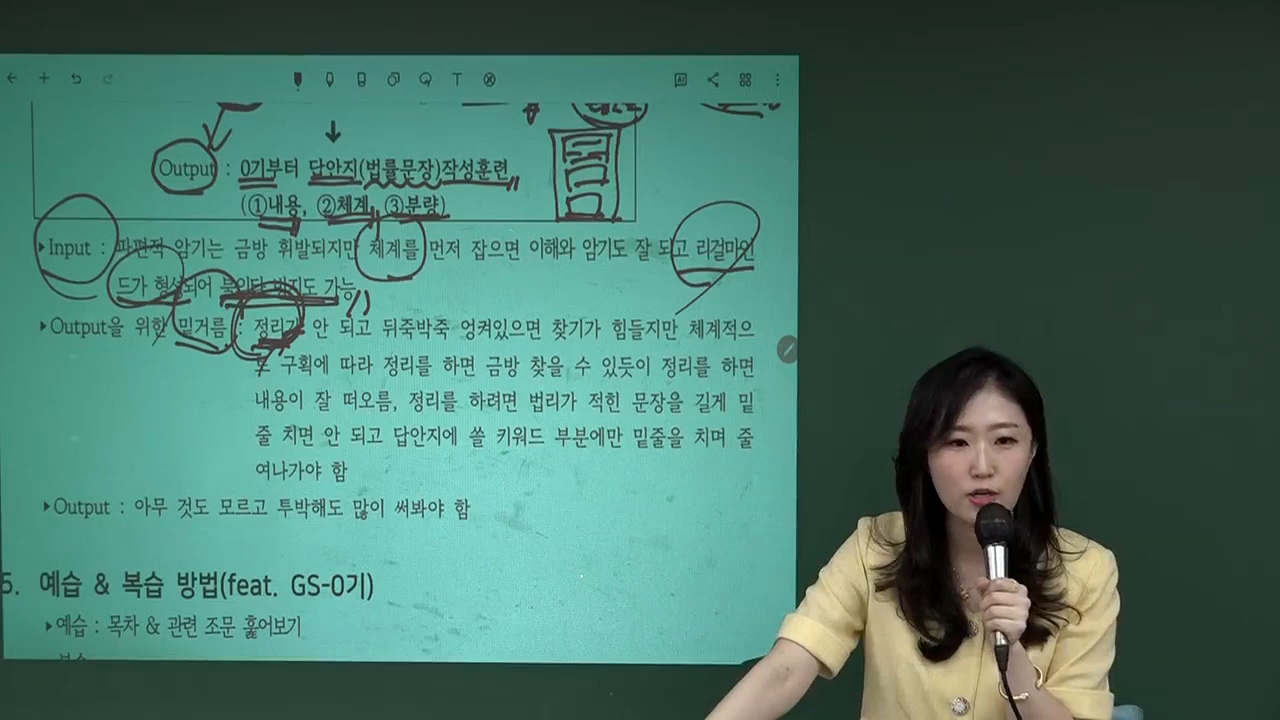 Output : 0기부터 답안지(법률문장)작성훈련
(①내용, ②체계, ③분량)
▸Input : 파편적 암기는 금방 휘발되지만 체계를 먼저 잡으면 이해와 암기도 잘 되고 리걸마인
드가 형성되어 불의타 방지도 가능
▸Output을 위한 밑거름 : 정리가 안 되고 뒤죽박죽 엉켜있으면 찾기가 힘들지만 체계적으
로 구획에 따라 정리를 하면 금방 찾을 수 있듯이 정리를 하면
내용이 잘 떠오름, 정리를 하려면 법리가 적힌 문장을 길게 밑
줄 치면 안 되고 답안지에 쓸 키워드 부분에만 밑줄을 치며 줄
여나가야 함
▸Output : 아무 것도 모르고 투박해도 많이 써봐야 함
5. 예습 & 복습 방법(feat. GS-0기)
▸예습 : 목차 & 관련 조문 훑어보기